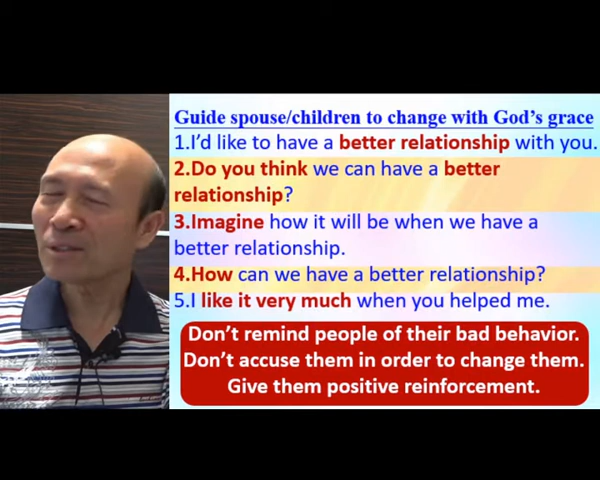 Guide spouse/children to change with God's grace
1.I'd like to have a better relationship with you.
2.Do you think we can have a better
relationship?
3.Imagine how it will be when we have a
better relationship.
4.How can we have a better relationship?
5.I like it very much when you helped me.
Don't remind people of their bad behavior.
Don't accuse them in order to change them.
Give them positive reinforcement.